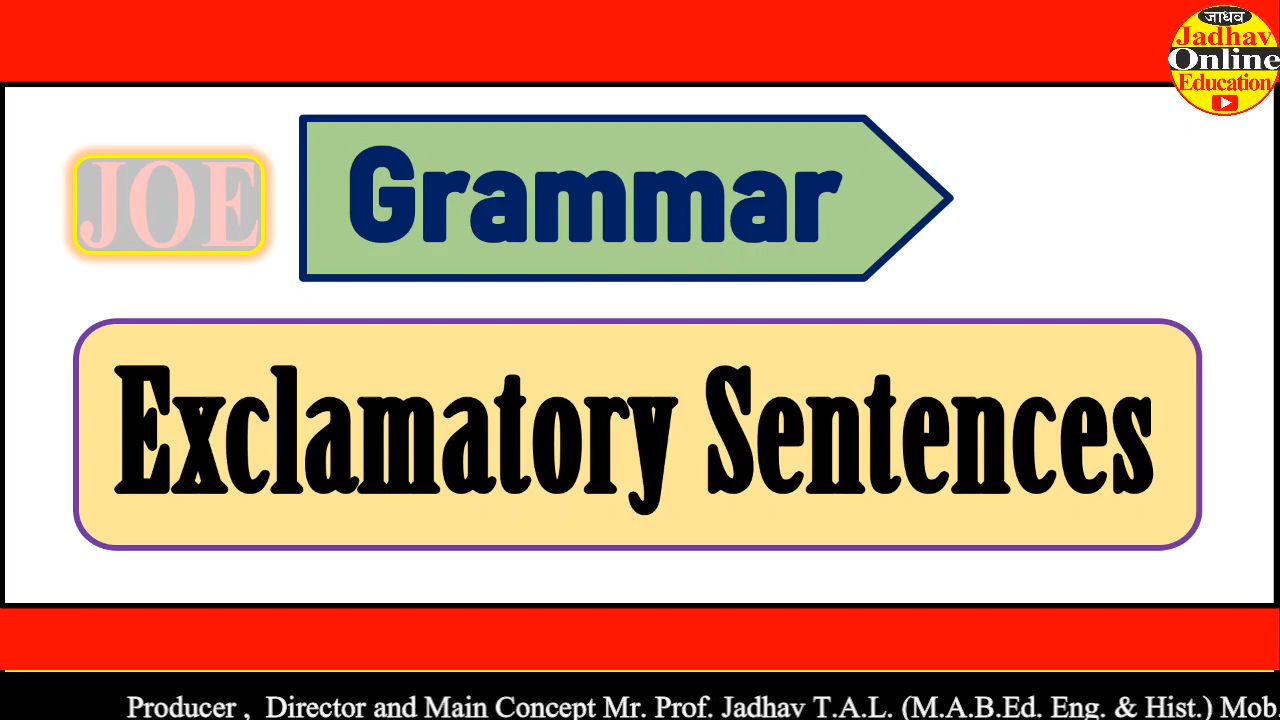 जाधव
Jadhav
Online
Education
JOE
Grammar
Exclamatory Sentences
Producer , Director and Main Concept Mr. Prof. Jadhav T.A.L. (M.A.B.Ed. Eng. & Hist.) Mob